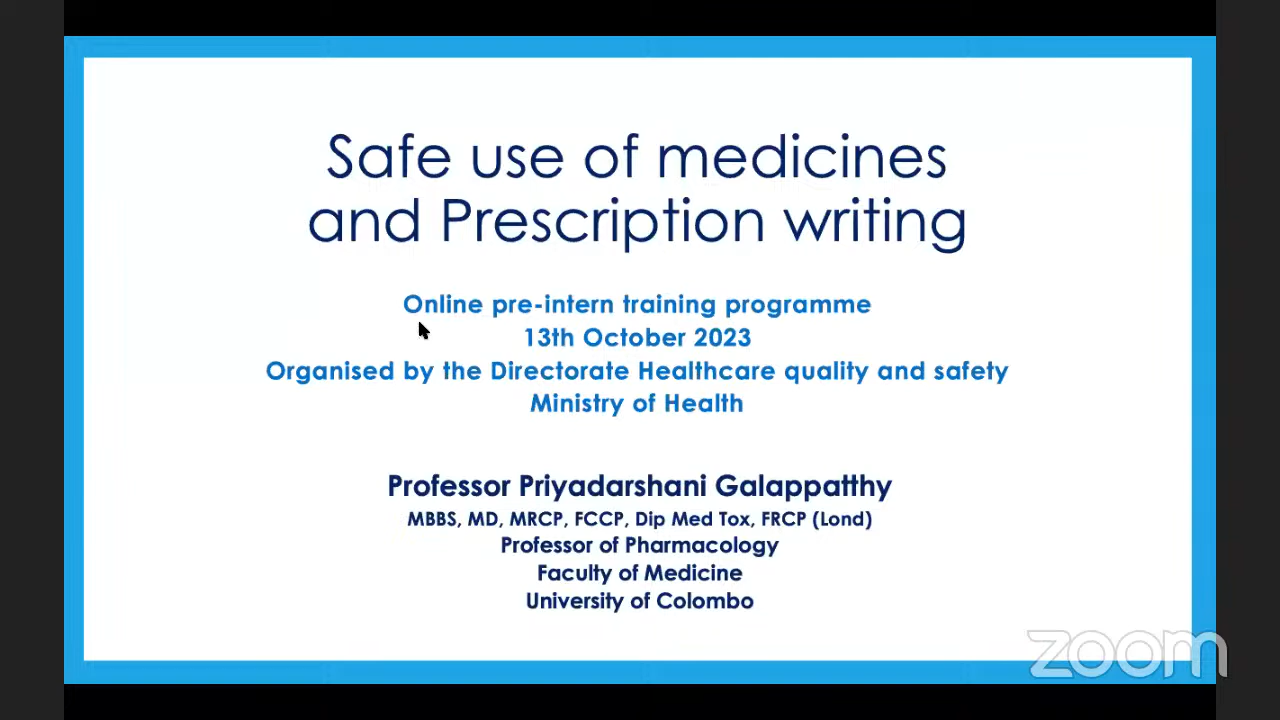 Safe use of medicines
and Prescription writing
Online pre-intern training programme
13th October 2023
Organised by the Directorate Healthcare quality and safety
Ministry of Health
Professor Priyadarshani Galappatthy
MBBS, MD, MRCP, FCCP, Dip Med Tox, FRCP (Lond)
Professor of Pharmacology
Faculty of Medicine
University of Colombo
zoom